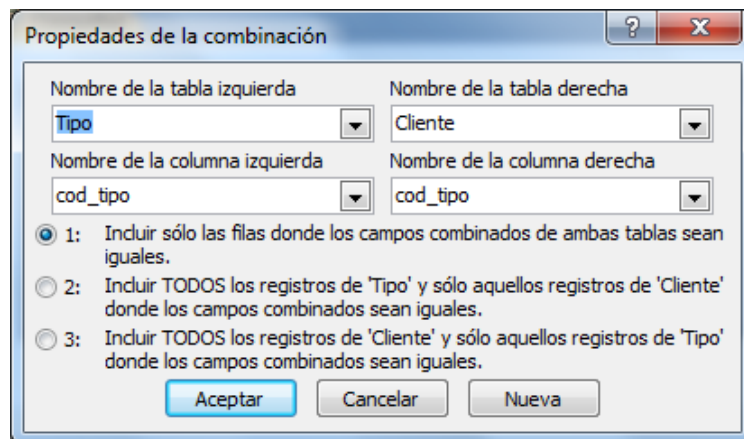 Propiedades de la combinación
Nombre de la tabla izquierda
Nombre de la tabla derecha
Tipo
Cliente
Nombre de la columna izquierda
Nombre de la columna derecha
cod_tipo
cod_tipo
1: Incluir sólo las filas donde los campos combinados de ambas tablas sean
iguales.
2: Incluir TODOS los registros de 'Tipo' y sólo aquellos registros de 'Cliente'
donde los campos combinados sean iguales.
3: Incluir TODOS los registros de 'Cliente' y sólo aquellos registros de 'Tipo'
donde los campos combinados sean iguales.
Aceptar
Cancelar
Nueva